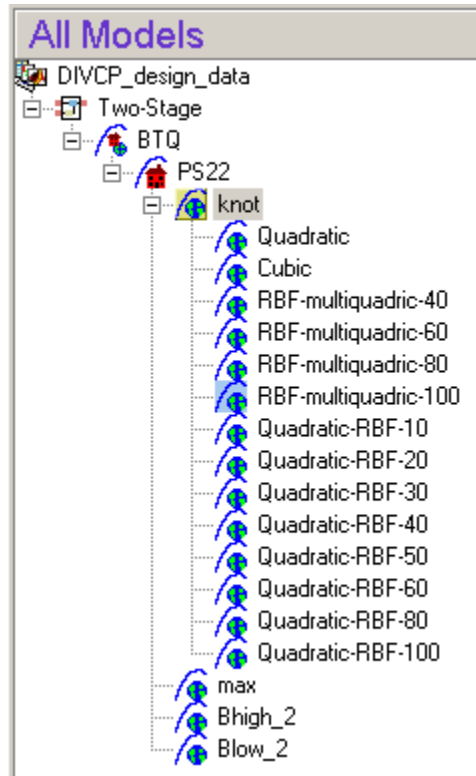 All Models
DIVCP_design_data
Two-Stage
BTQ
PS22
knot
Quadratic
Cubic
RBF-multiquadric-40
RBF-multiquadric-60
RBF-multiquadric-80
RBF-multiquadric-100
Quadratic-RBF-10
Quadratic-RBF-20
Quadratic-RBF-30
Quadratic-RBF-40
Quadratic-RBF-50
Quadratic-RBF-60
Quadratic-RBF-80
Quadratic-RBF-100
max
Bhigh_2
Blow_2